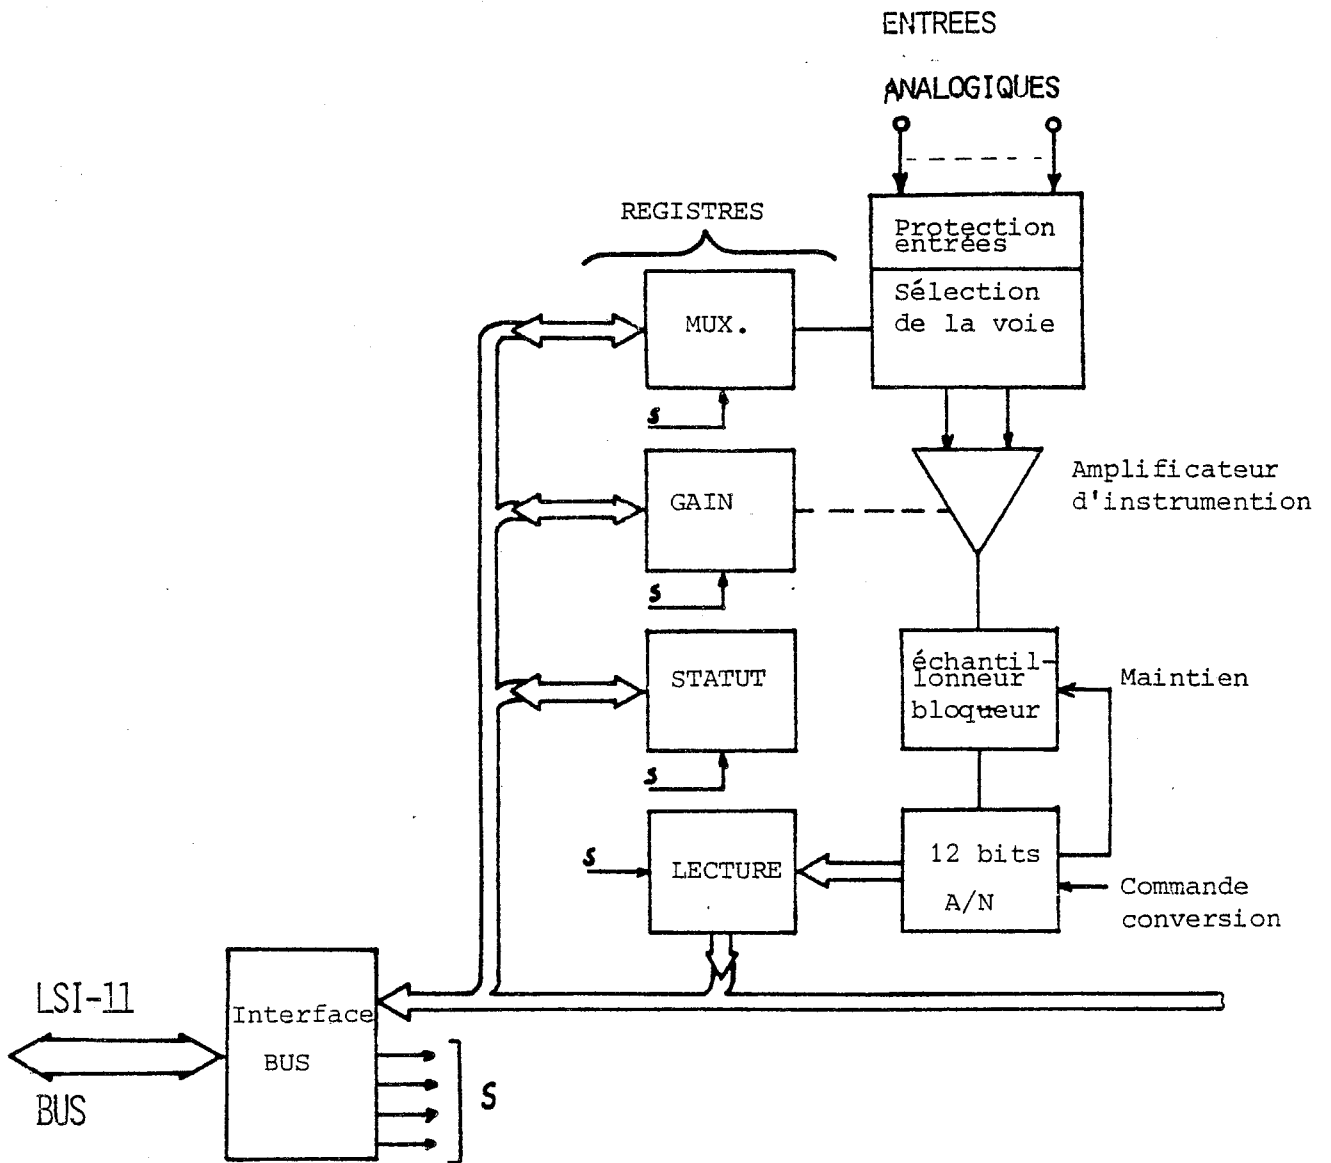 ENTREES
ANALOGIQUES
REGISTRES
Protection
entrées
Sélection
de la voie
MUX.
s
GAIN
Amplificateur
d'instrumention
s
STATUT
échantil-
lonneur
bloqueur
Maintien
s
s
LECTURE
12 bits
A/N
Commande
conversion
LSI-11
BUS
Interface
BUS
S